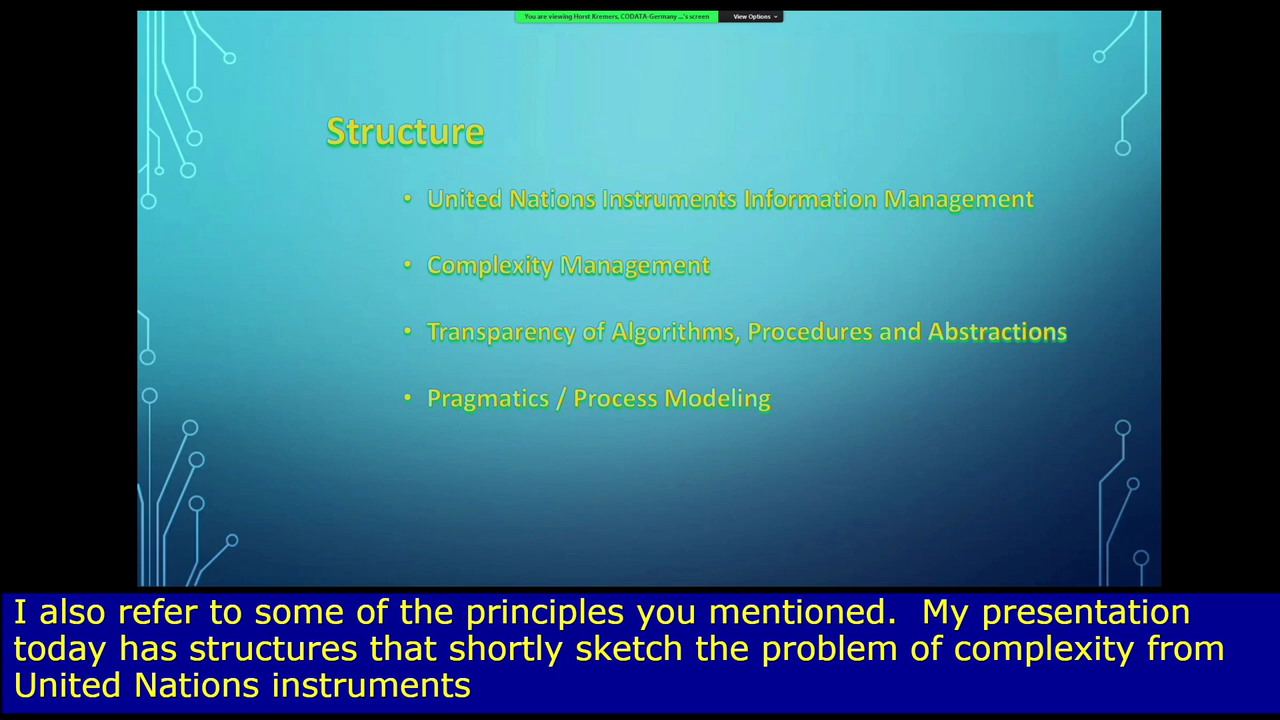 You are viewing Horst Kremers, CODATA-Germany ...'s screen View Options
Structure
• United Nations Instruments Information Management
• Complexity Management
• Transparency of Algorithms, Procedures and Abstractions
• Pragmatics / Process Modeling
I also refer to some of the principles you mentioned. My presentation
today has structures that shortly sketch the problem of complexity from
United Nations instruments